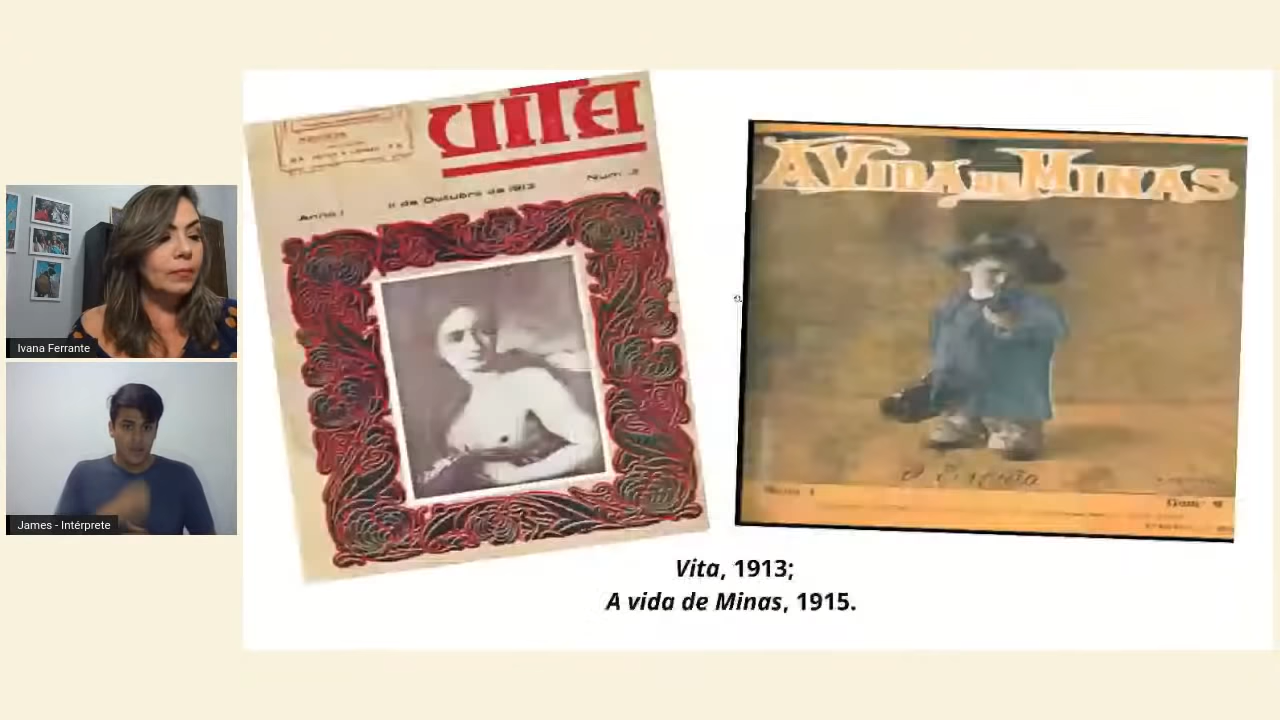 VITA
Anno I
11 de Outubro de 1913
Num. 3
A VIDA DE MINAS
Ivana Ferrante
James - Intérprete
Vita, 1913;
A vida de Minas, 1915.